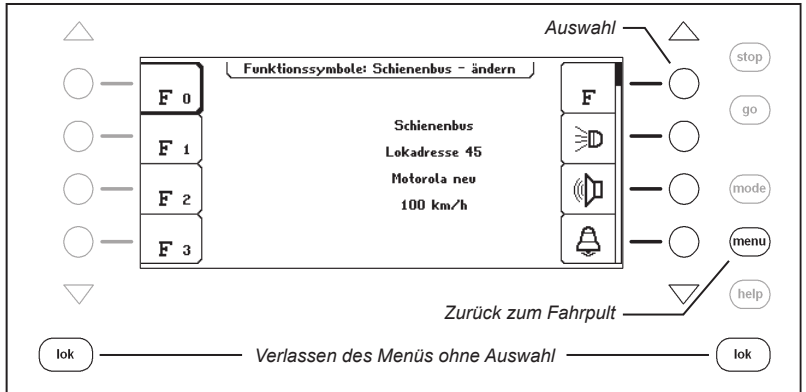 Auswahl
stop
Funktionssymbole: Schienenbus - ändern
F 0
F
go
Schienenbus
F 1
Lokadresse 45
Motorola neu
F 2
mode
100 km/h
F 3
menu
help
Zurück zum Fahrpult
lok
Verlassen des Menüs ohne Auswahl
lok